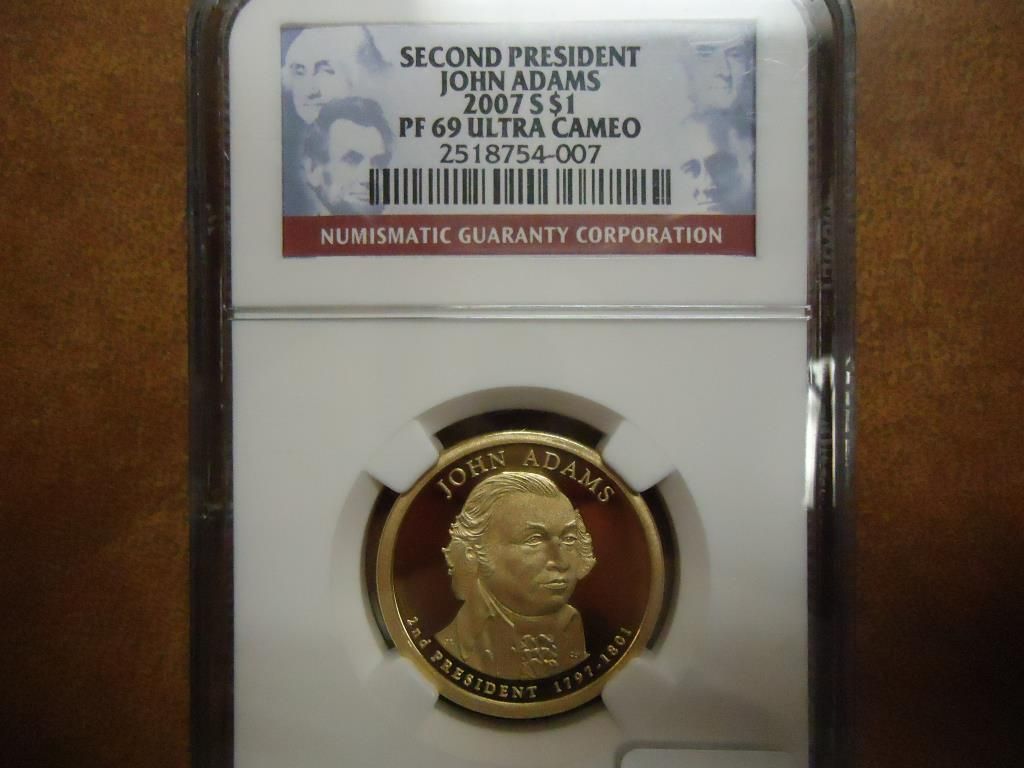 SECOND PRESIDENT
JOHN ADAMS
2007 S $1
PF 69 ULTRA CAMEO
2518754-007
NUMISMATIC GUARANTY CORPORATION
JOHN ADAMS
2nd PRESIDENT 1797-1801